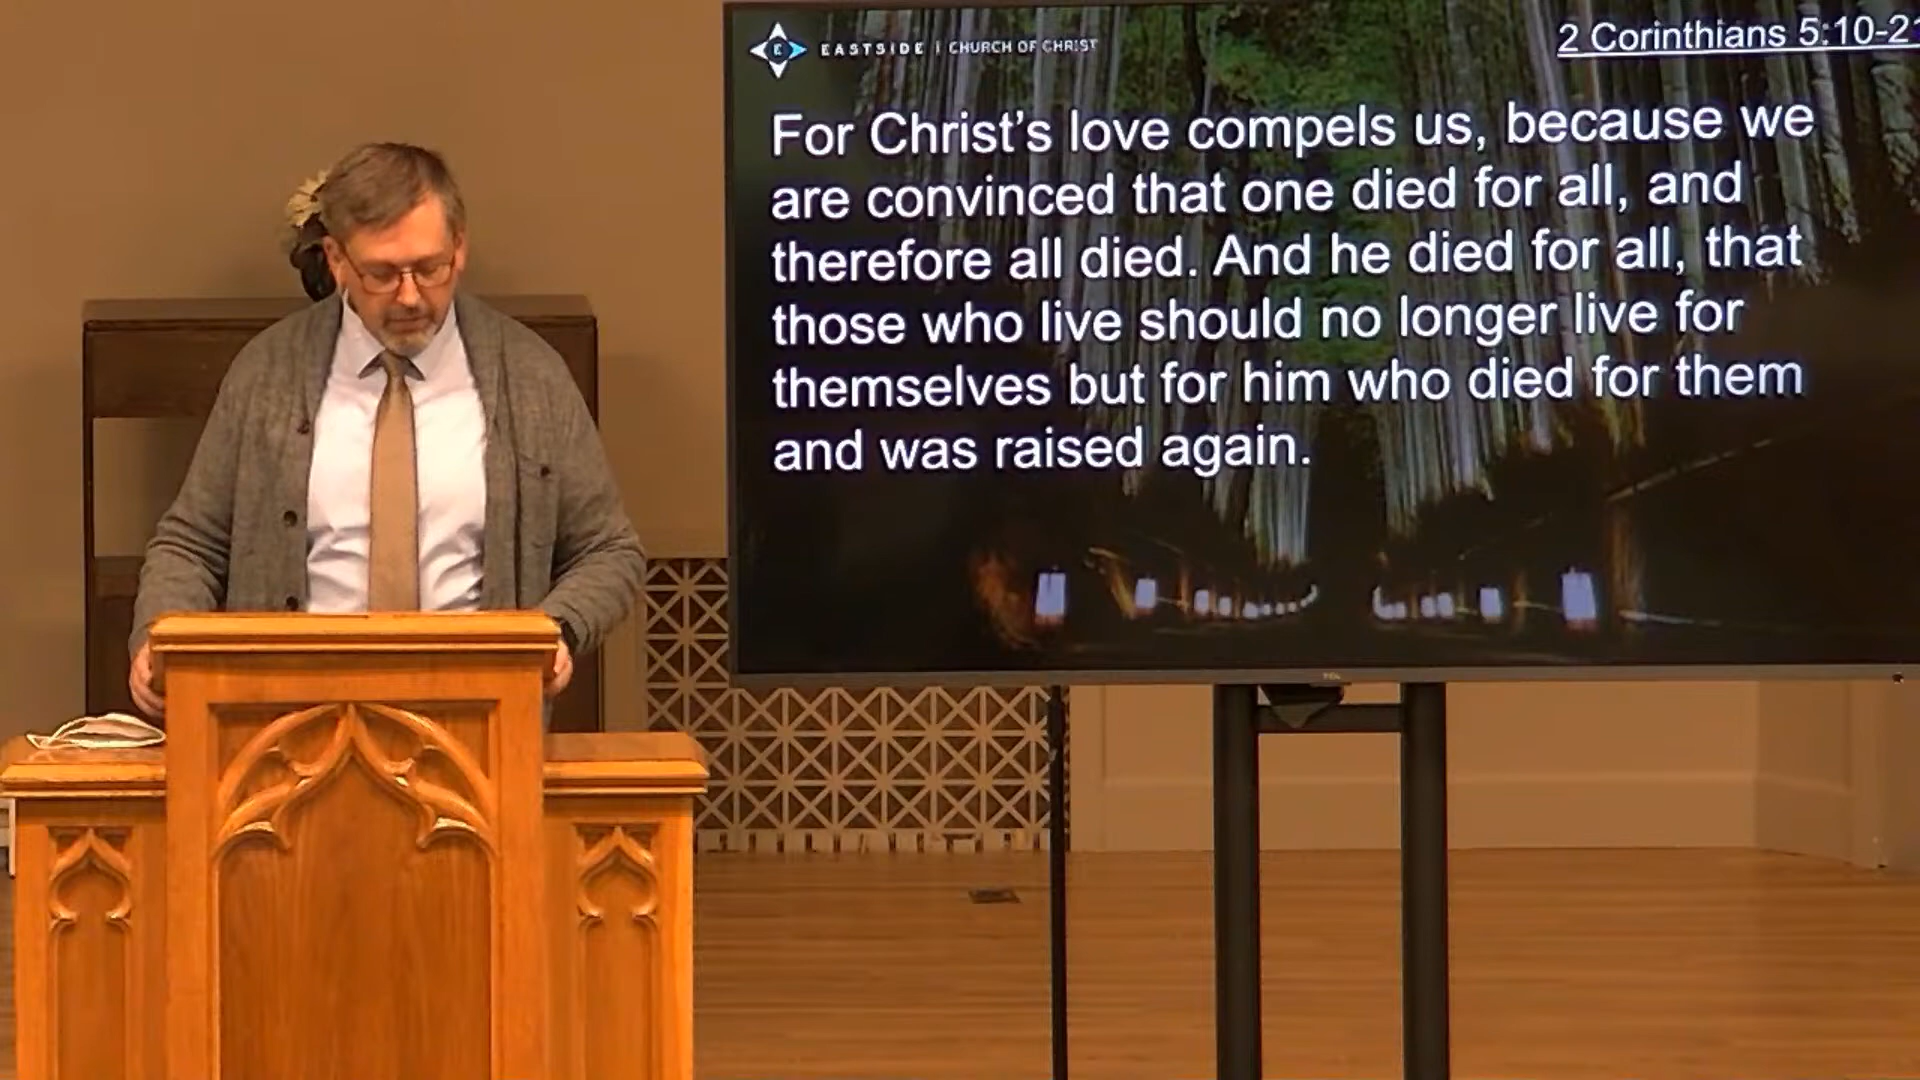 E EASTSIDE | CHURCH OF CHRIST
2 Corinthians 5:10-21
For Christ's love compels us, because we
are convinced that one died for all, and
therefore all died. And he died for all, that
those who live should no longer live for
themselves but for him who died for them
and was raised again.
TCL